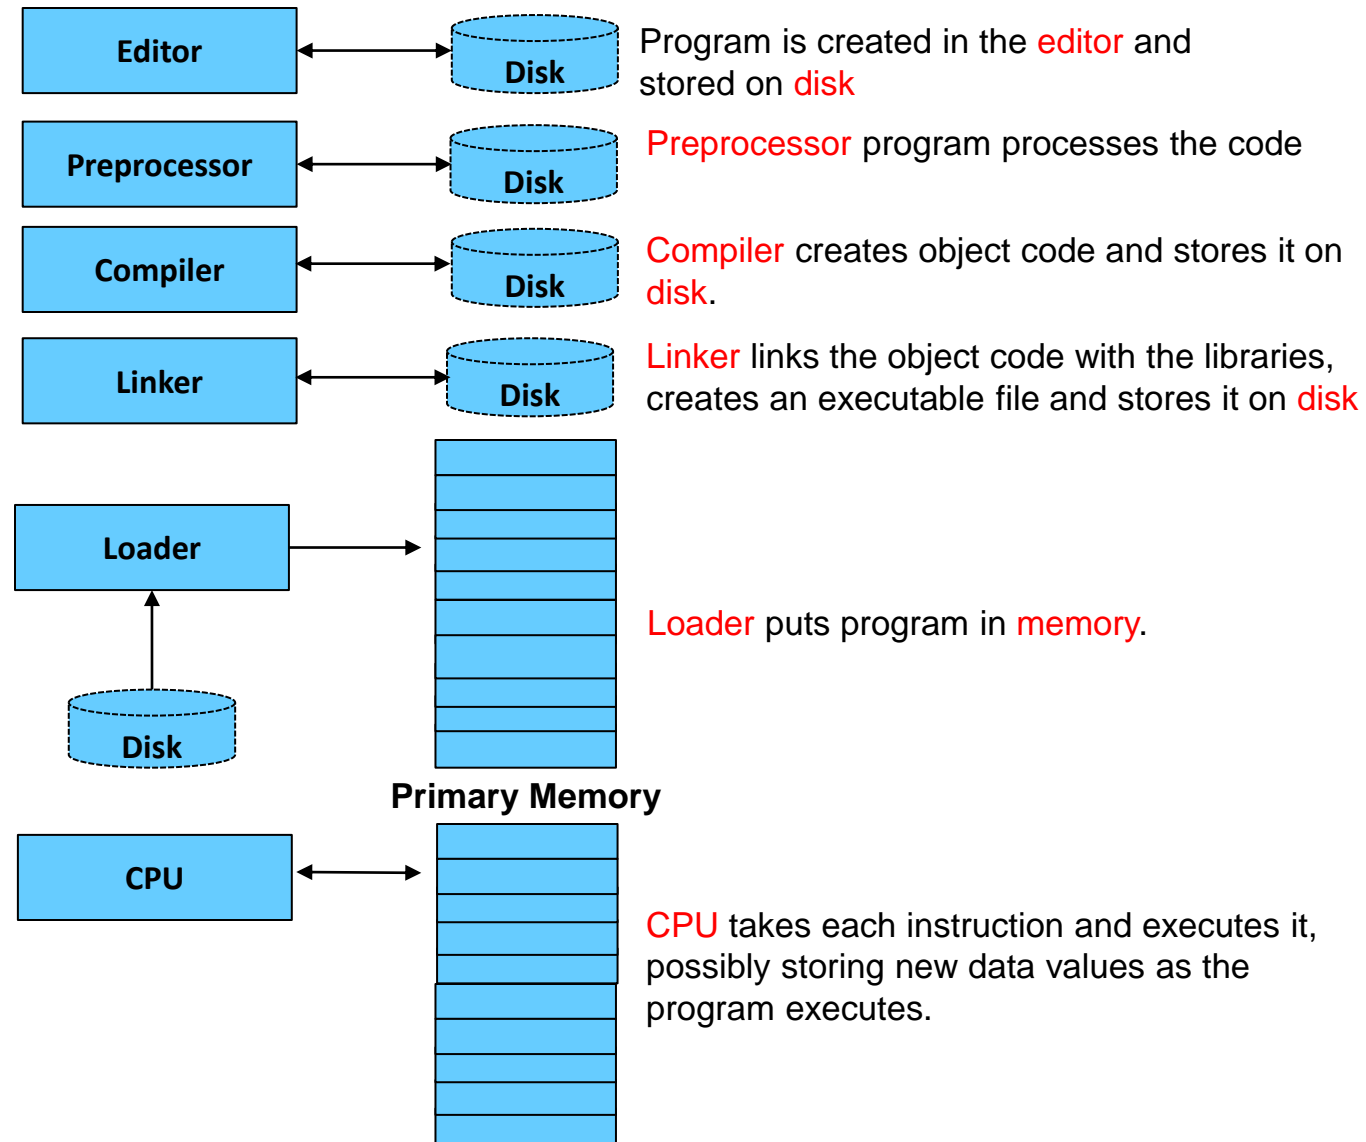 Editor
Disk
Program is created in the editor and
stored on disk
Preprocessor
Disk
Preprocessor program processes the code
Compiler
Disk
Compiler creates object code and stores it on
disk.
Linker
Disk
Linker links the object code with the libraries,
creates an executable file and stores it on disk
Loader
Disk
Loader puts program in memory.
Primary Memory
CPU
CPU takes each instruction and executes it,
possibly storing new data values as the
program executes.